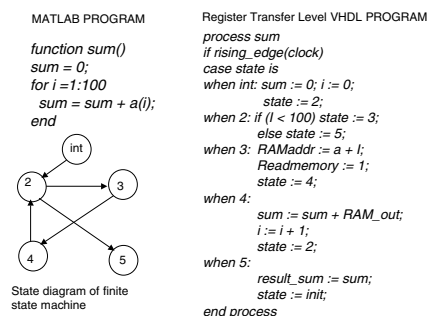 MATLAB PROGRAM
function sum()
sum = 0;
for i =1:100
sum = sum + a(i);
end
int
2
3
4
5
State diagram of finite
state machine
Register Transfer Level VHDL PROGRAM
process sum
if rising_edge(clock)
case state is
when int: sum := 0; i := 0;
state := 2;
when 2: if (I < 100) state := 3;
else state := 5;
when 3: RAMaddr := a + I;
Readmemory := 1;
state := 4;
when 4:
sum := sum + RAM_out;
i := i + 1;
state := 2;
when 5:
result_sum := sum;
state := init;
end process